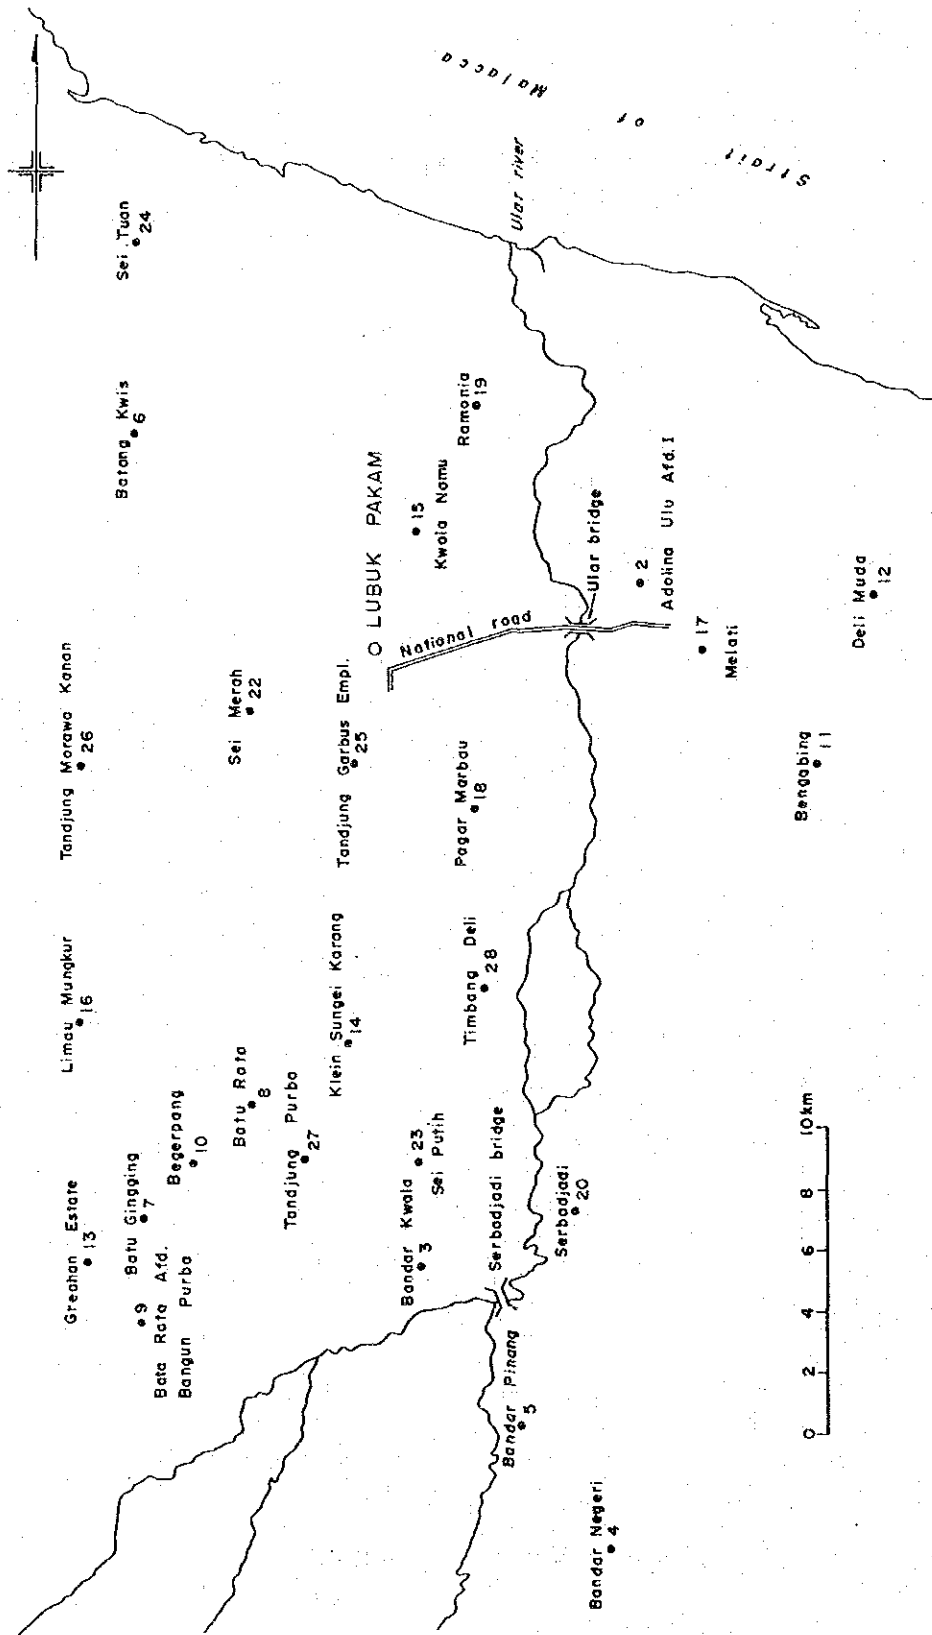 Strait of Malacca
Ular river
Sei Tuan
24
Batang Kwis
6
Ramonia
19
LUBUK PAKAM
15
Kwala Namu
National road
Ular bridge
2
Adolina Ulu Afd.I
17
Melati
Deli Muda
12
Tandjung Morawa Kanan
26
Sei Merah
22
Tandjung Garbus Empl.
25
Pagar Marbau
18
Bengabing
11
Limau Mungkur
16
Klein Sungei Karang
14
Timbang Deli
28
Batu Rata
8
Begerpang
10
Tandjung Purba
27
Greahan Estate
13
Batu Gingging
7
9
Bata Rata Afd.
Bangun Purba
Bandar Kwala
3
23
Sei Putih
Serbadjadi bridge
Serbadjadi
20
Bandar Pinang
5
Bandar Negeri
4
0 2 4 6 8 10km